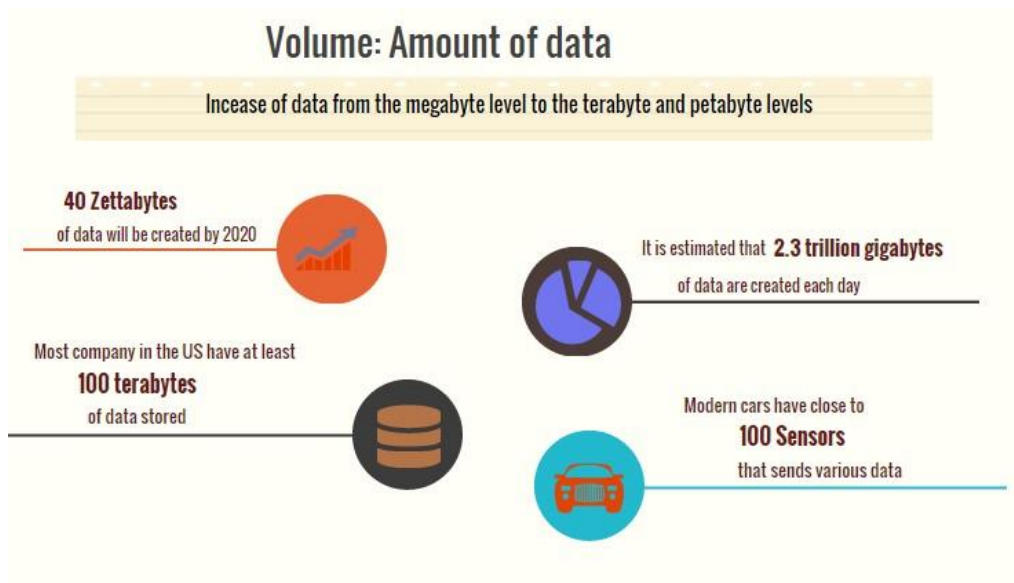 Volume: Amount of data
Incease of data from the megabyte level to the terabyte and petabyte levels
40 Zettabytes
of data will be created by 2020
It is estimated that 2.3 trillion gigabytes
of data are created each day
Most company in the US have at least
100 terabytes
of data stored
Modern cars have close to
100 Sensors
that sends various data